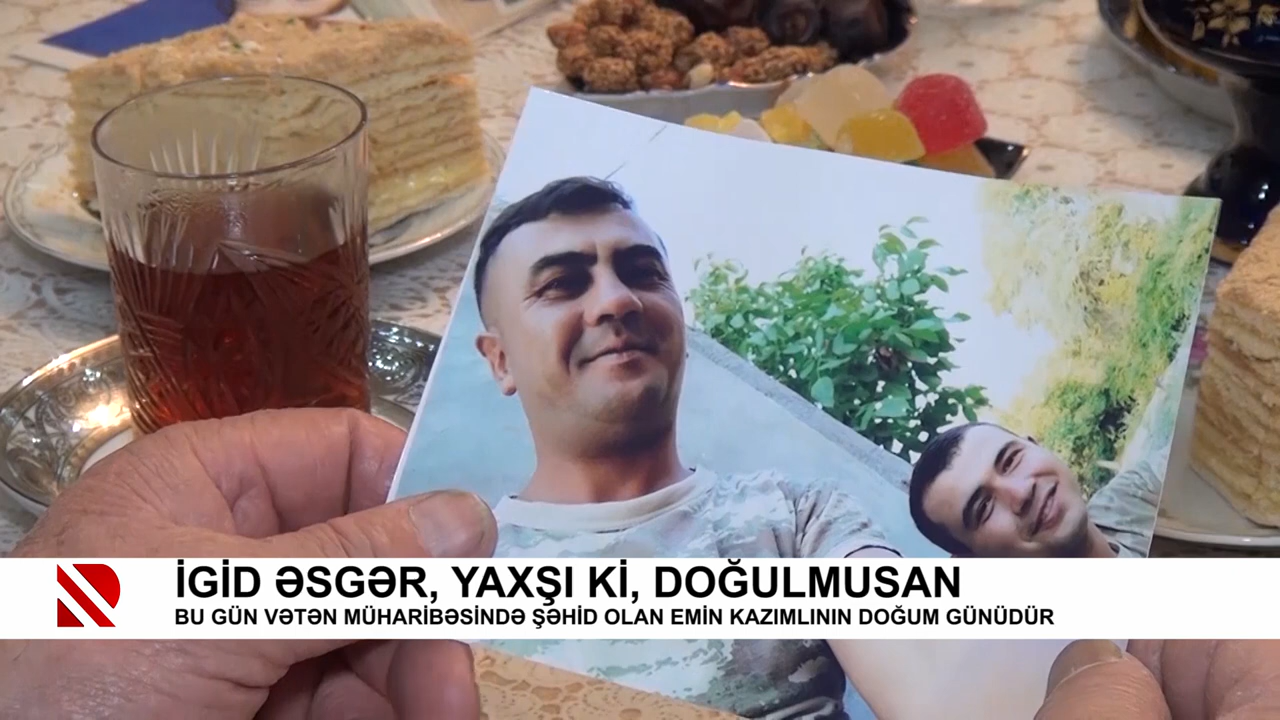 İGİD ƏSGƏR, YAXŞI Kİ, DOĞULMUSAN
BU GÜN VƏTƏN MÜHARİBƏSİNDƏ ŞƏHİD OLAN EMİN KAZIMLININ DOĞUM GÜNÜDÜR